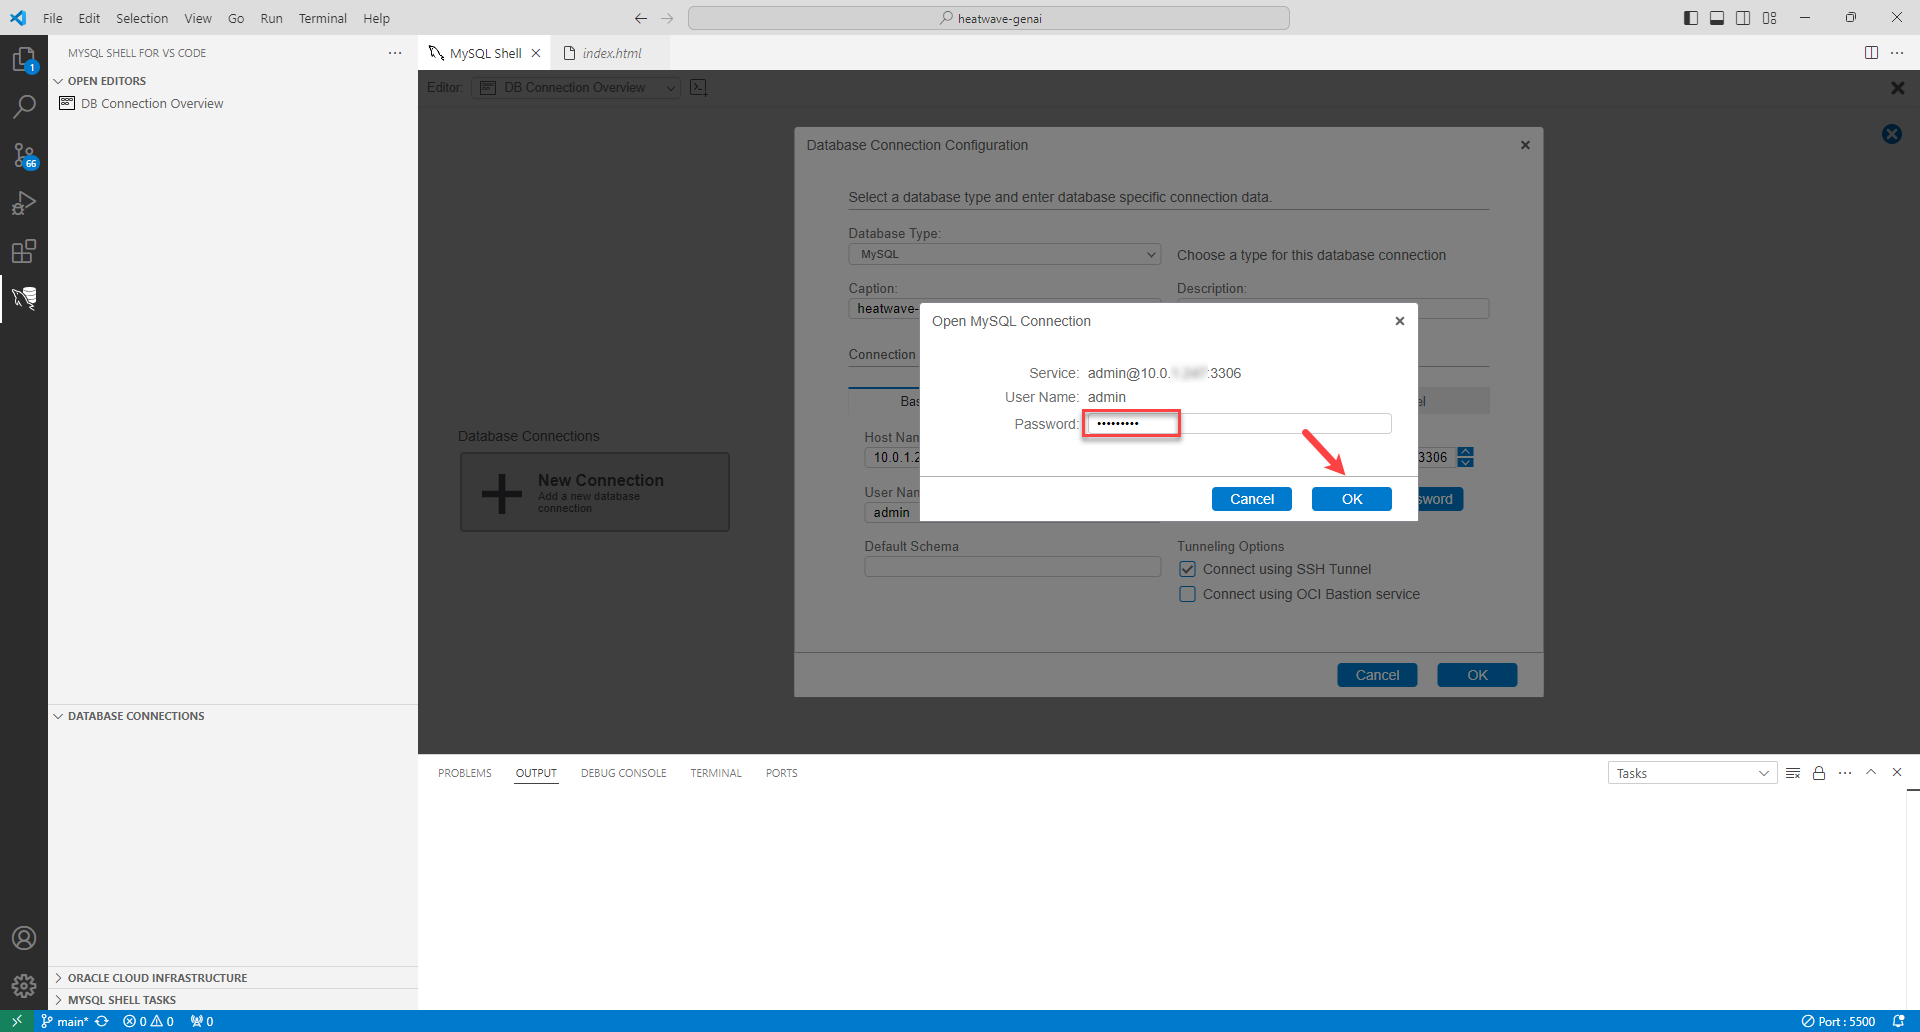 File Edit Selection View Go Run Terminal Help
heatwave-genai
MYSQL SHELL FOR VS CODE
MySQL Shell
index.html
1
OPEN EDITORS
DB Connection Overview
Editor:
DB Connection Overview
66
Database Connection Configuration
Select a database type and enter database specific connection data.
Database Type:
MySQL
Choose a type for this database connection
Caption:
Description:
heatwave-
Open MySQL Connection
Connection
Service: admin@10.0. :3306
User Name: admin
Password:
Host Nan
10.0.1.2
3306
Cancel
OK
sword
User Nan
admin
Database Connections
New Connection
Add a new database
connection
Default Schema
Tunneling Options
Connect using SSH Tunnel
Connect using OCI Bastion service
Cancel
OK
DATABASE CONNECTIONS
PROBLEMS OUTPUT DEBUG CONSOLE TERMINAL PORTS
Tasks
ORACLE CLOUD INFRASTRUCTURE
MYSQL SHELL TASKS
main* 0 0 0
Port : 5500